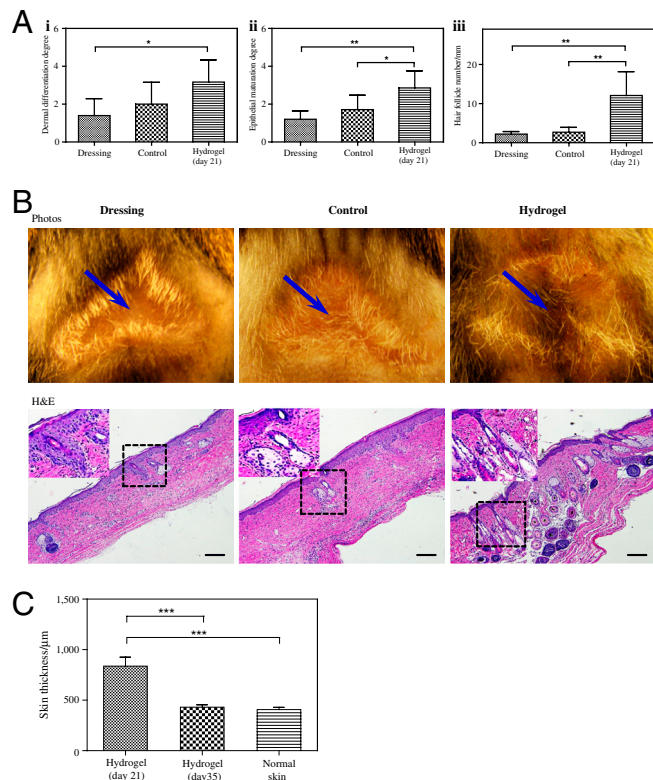 A
i
ii
iii
Dermal differentiation degree
6
4
2
0
*
Dressing
Control
Hydrogel
(day 21)
Epithelial maturation degree
6
4
2
0
**
*
Dressing
Control
Hydrogel
(day 21)
Hair follicle number/mm
20
10
0
**
**
Dressing
Control
Hydrogel
(day 21)
B
Photos
Dressing
Control
Hydrogel
H&E
C
Skin thickness/μm
1,500
1,000
500
0
***
***
Hydrogel
(day 21)
Hydrogel
(day35)
Normal
skin